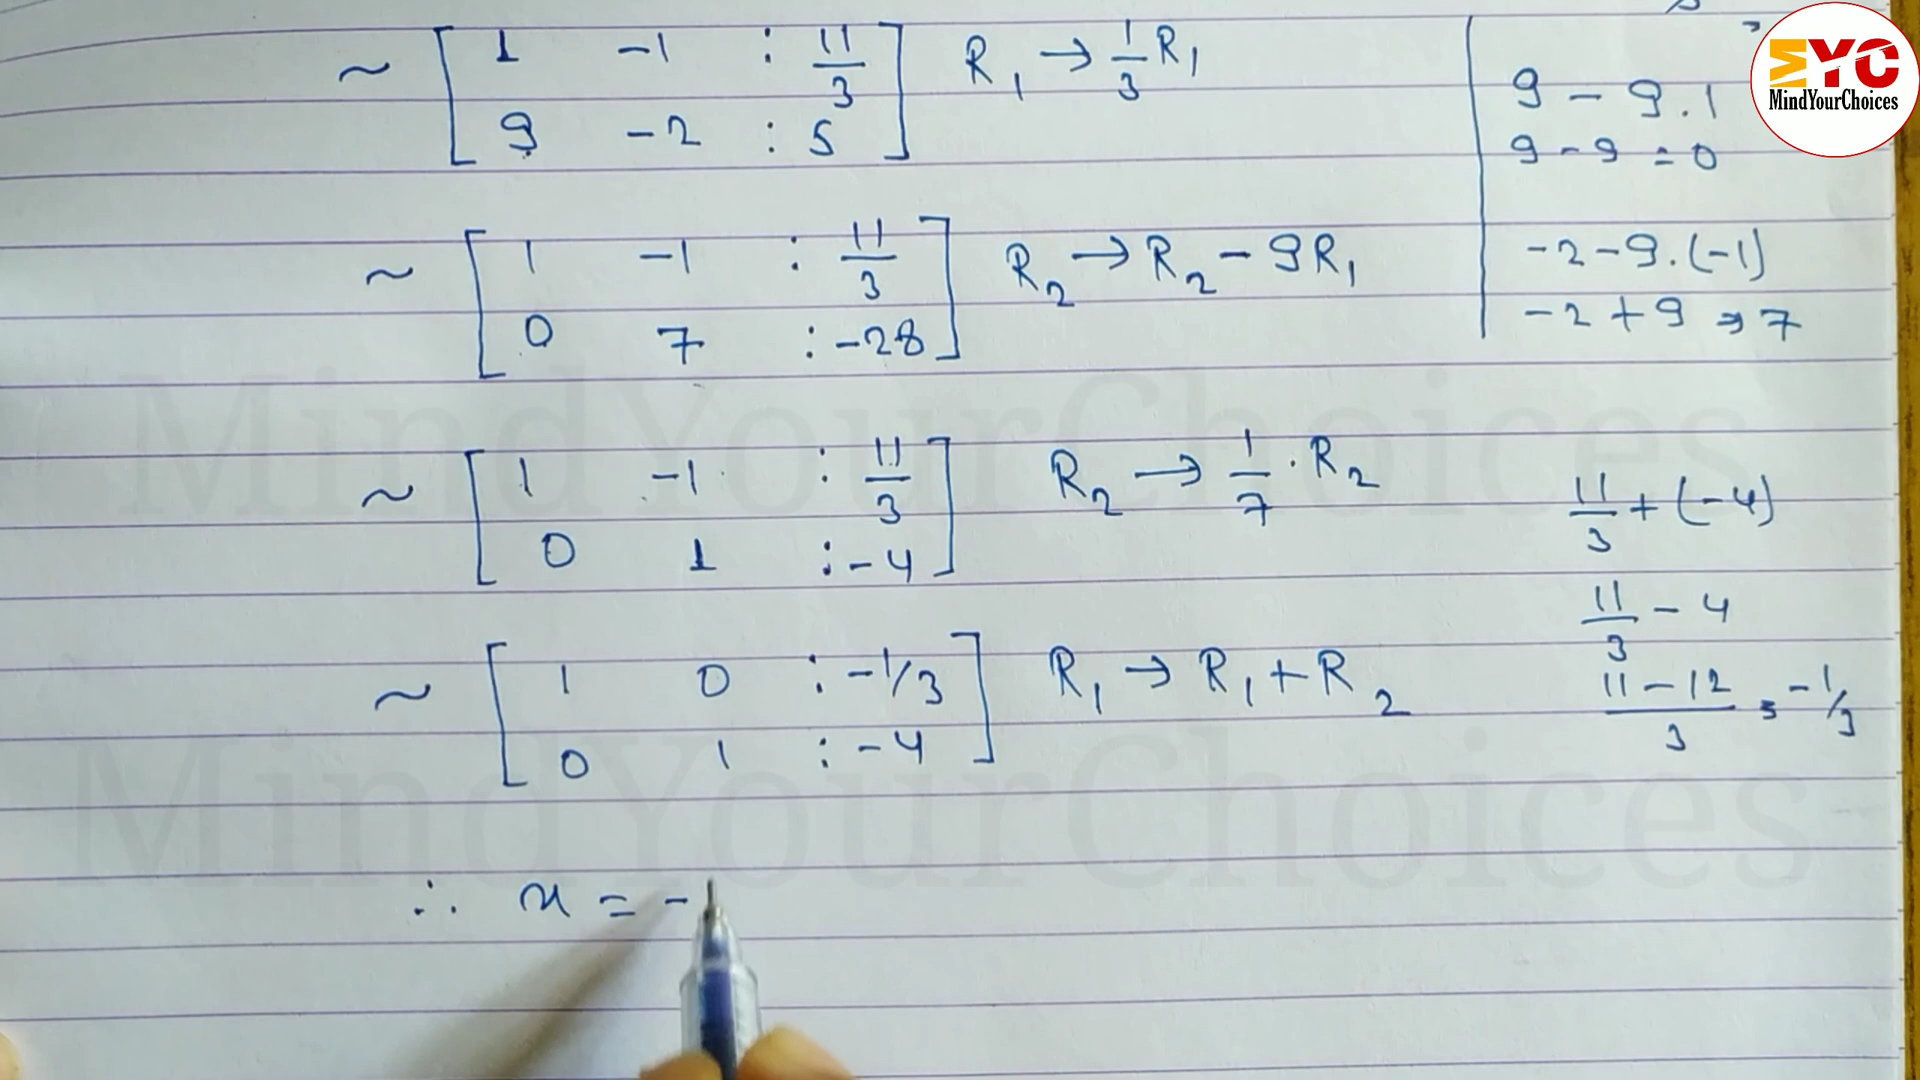 ~ [ 1 -1 : 11/3 ] R₁ → 1/3 R₁
[ 9 -2 : 5 ]
~ [ 1 -1 : 11/3 ] R₂ → R₂ - 9R₁
[ 0 7 : -28 ]
~ [ 1 -1 : 11/3 ] R₂ → 1/7 · R₂
[ 0 1 : -4 ]
~ [ 1 0 : -1/3 ] R₁ → R₁ + R₂
[ 0 1 : -4 ]
∴ x = -
9 - 9.1
9 - 9 = 0
-2 - 9.(-1)
-2 + 9 ⇒ 7
11/3 + (-4)
11/3 - 4
11 - 12 / 3 = -1/3
MYC
MindYourChoices
MindYourChoices
MindYourChoices